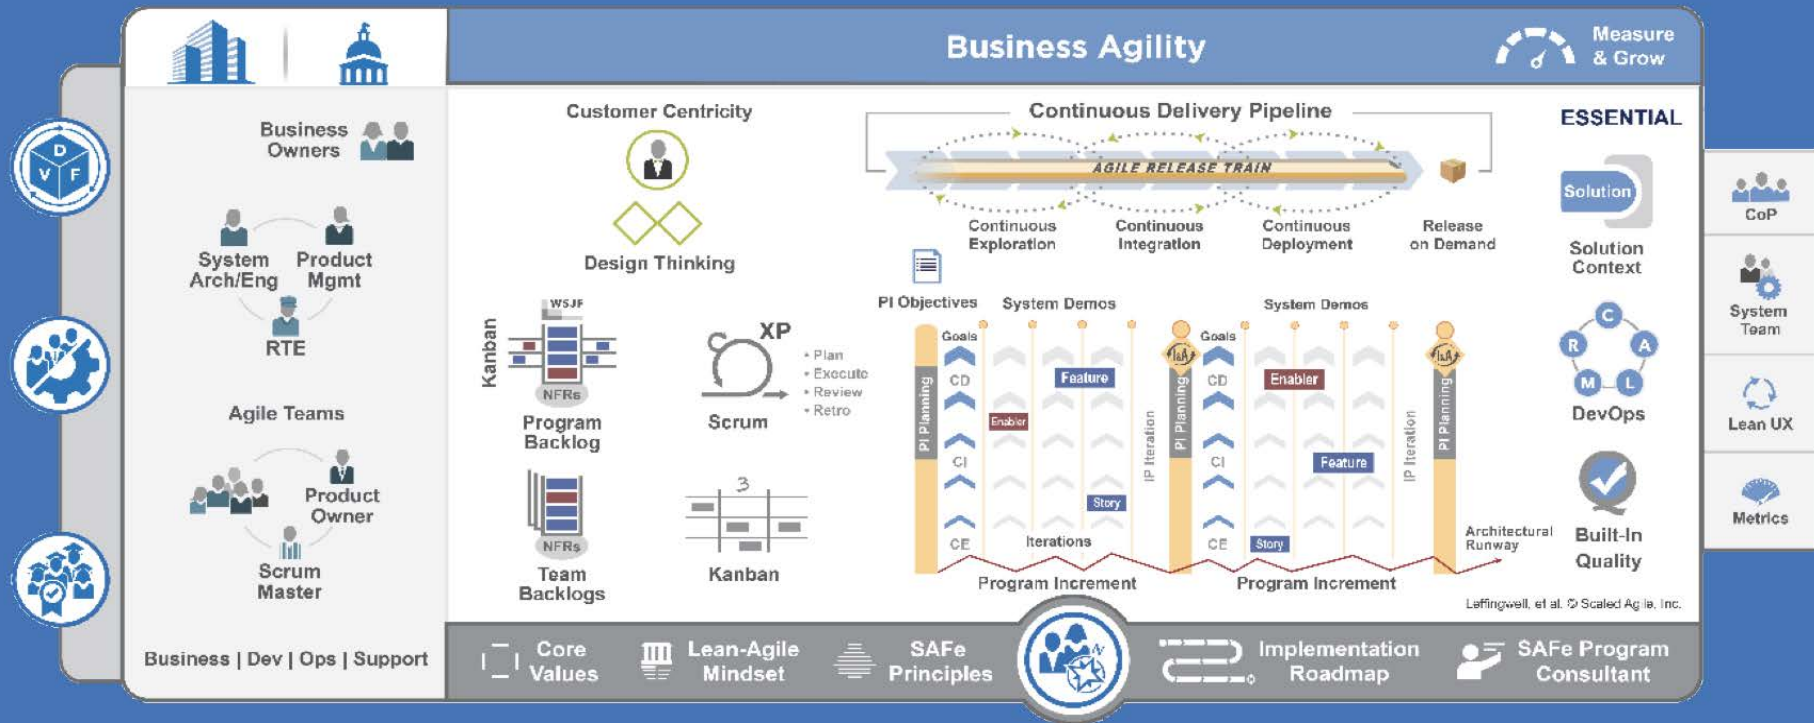 Business Agility
Measure
& Grow
D
V F
Business
Owners
System
Arch/Eng
Product
Mgmt
RTE
Agile Teams
Product
Owner
Scrum
Master
Business | Dev | Ops | Support
Customer Centricity
Design Thinking
Kanban
WSJF
NFRs
Program
Backlog
XP
• Plan
• Execute
• Review
• Retro
Scrum
NFRs
Team
Backlogs
3
Kanban
Continuous Delivery Pipeline
AGILE RELEASE TRAIN
Continuous
Exploration
Continuous
Integration
Continuous
Deployment
Release
on Demand
PI Objectives
System Demos
System Demos
PI Planning
Goals
CD
CI
CE
Enabler
Feature
Story
Iterations
IP Iteration
I&A
PI Planning
Goals
CD
CI
CE
Enabler
Feature
Story
IP Iteration
I&A
PI Planning
Architectural
Runway
Program Increment
Program Increment
ESSENTIAL
Solution
Solution
Context
C
R A
M L
DevOps
Built-In
Quality
Leffingwell, et al. © Scaled Agile, Inc.
CoP
System
Team
Lean UX
Metrics
Core
Values
Lean-Agile
Mindset
SAFe
Principles
N
Implementation
Roadmap
SAFe Program
Consultant